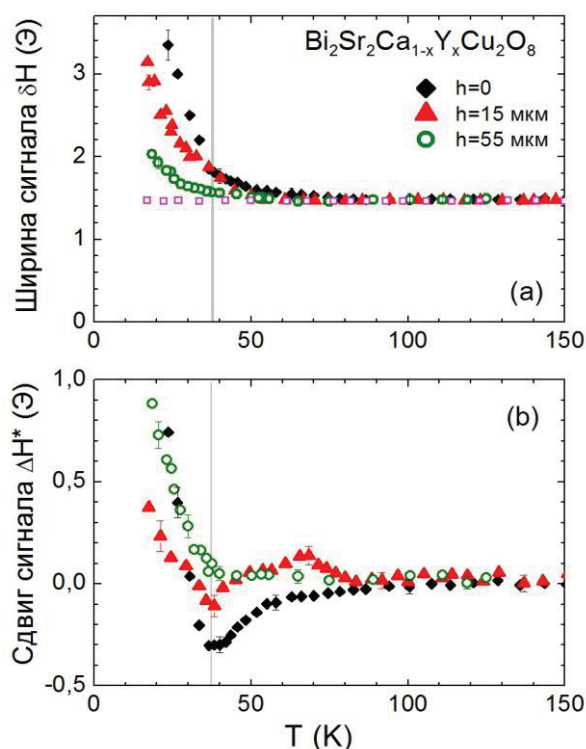 Bi₂Sr₂Ca₁₋ₓYₓCu₂O₈
h=0
h=15 мкм
h=55 мкм
(a)
Ширина сигнала δH (Э)
3
2
1
0
0 50 100 150
(b)
Сдвиг сигнала ΔH* (Э)
1,0
0,5
0,0
-0,5
0 50 100 150
T (K)